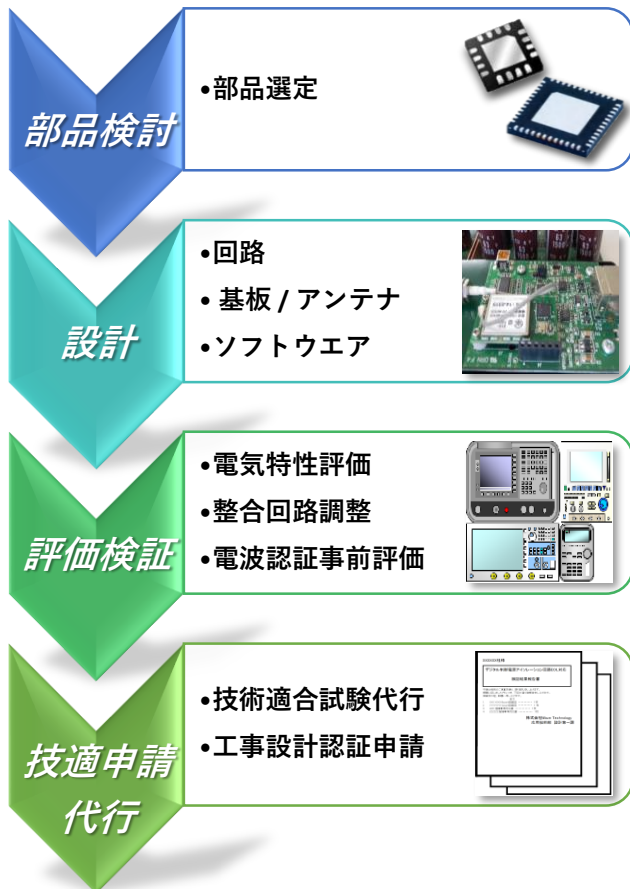 部品検討
•部品選定
設計
•回路
• 基板 / アンテナ
•ソフトウエア
評価検証
•電気特性評価
•整合回路調整
•電波認証事前評価
技適申請
代行
•技術適合試験代行
•工事設計認証申請